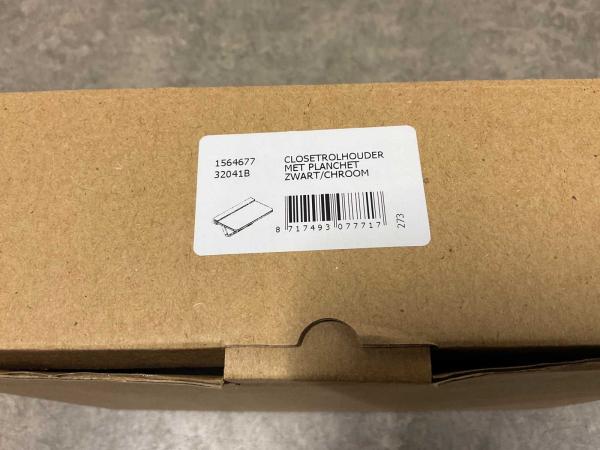 1564677
32041B
CLOSETROLHOUDER
MET PLANCHET
ZWART/CHROOM
8 717493 077717
273